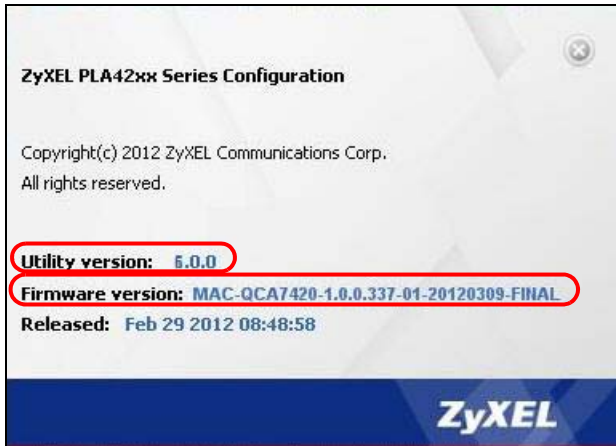 ZyXEL PLA42xx Series Configuration
Copyright(c) 2012 ZyXEL Communications Corp.
All rights reserved.
Utility version: 6.0.0
Firmware version: MAC-QCA7420-1.0.0.337-01-20120309-FINAL
Released: Feb 29 2012 08:48:58
ZyXEL